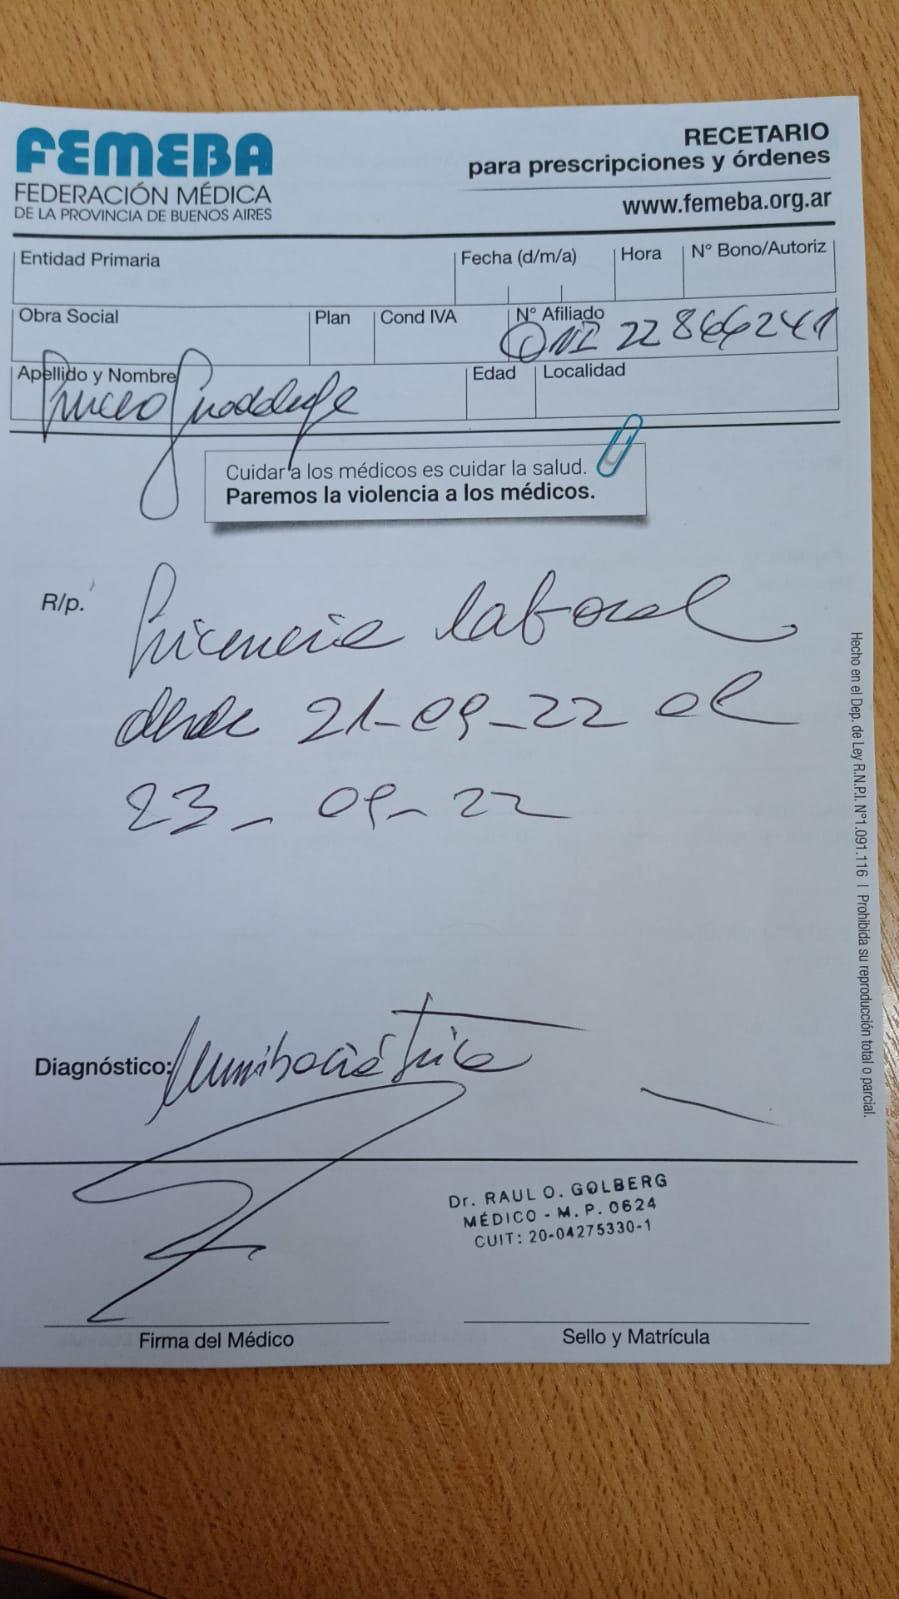 FEMEBA
FEDERACIÓN MÉDICA
DE LA PROVINCIA DE BUENOS AIRES
RECETARIO
para prescripciones y órdenes
www.femeba.org.ar
Entidad Primaria
Fecha (d/m/a)
Hora
N° Bono/Autoriz
Obra Social
Plan
Cond IVA
N° Afiliado
DNI 22866241
Apellido y Nombre
Guadalupe
Edad
Localidad
Cuidar a los médicos es cuidar la salud.
Paremos la violencia a los médicos.
R/p.
Licencia laboral
desde 21-09-22 al
23-09-22
Diagnóstico:
Firma del Médico
Dr. RAUL O. GOLBERG
MÉDICO - M. P. 0624
CUIT: 20-04275330-1
Sello y Matrícula
Hecho en el Dep. de Ley R.N.P.I. N°1.091.116 | Prohibida su reproducción total o parcial.